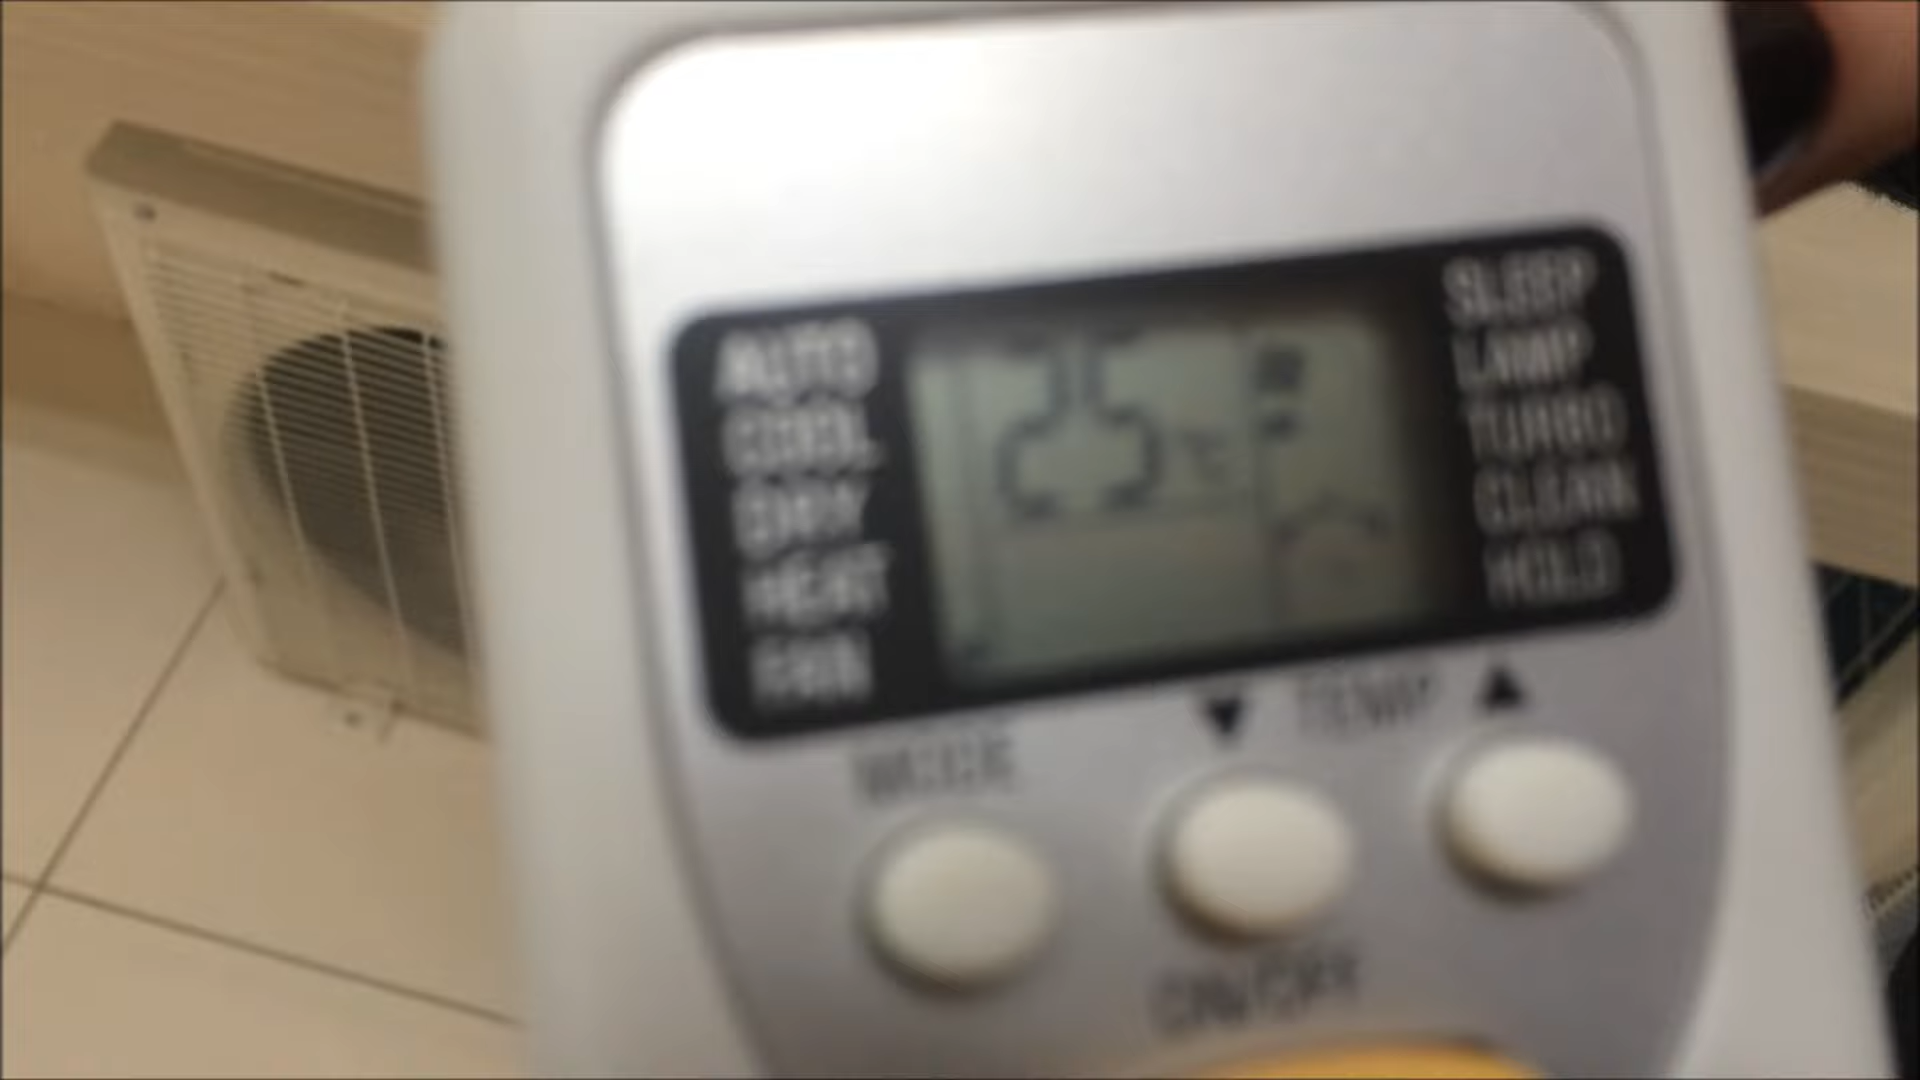 AUTO
COOL
DRY
HEAT
FAN
25 °C
SLEEP
LAMP
TURBO
CLEAN
HOLD
MODE
▼ TEMP ▲
ON/OFF